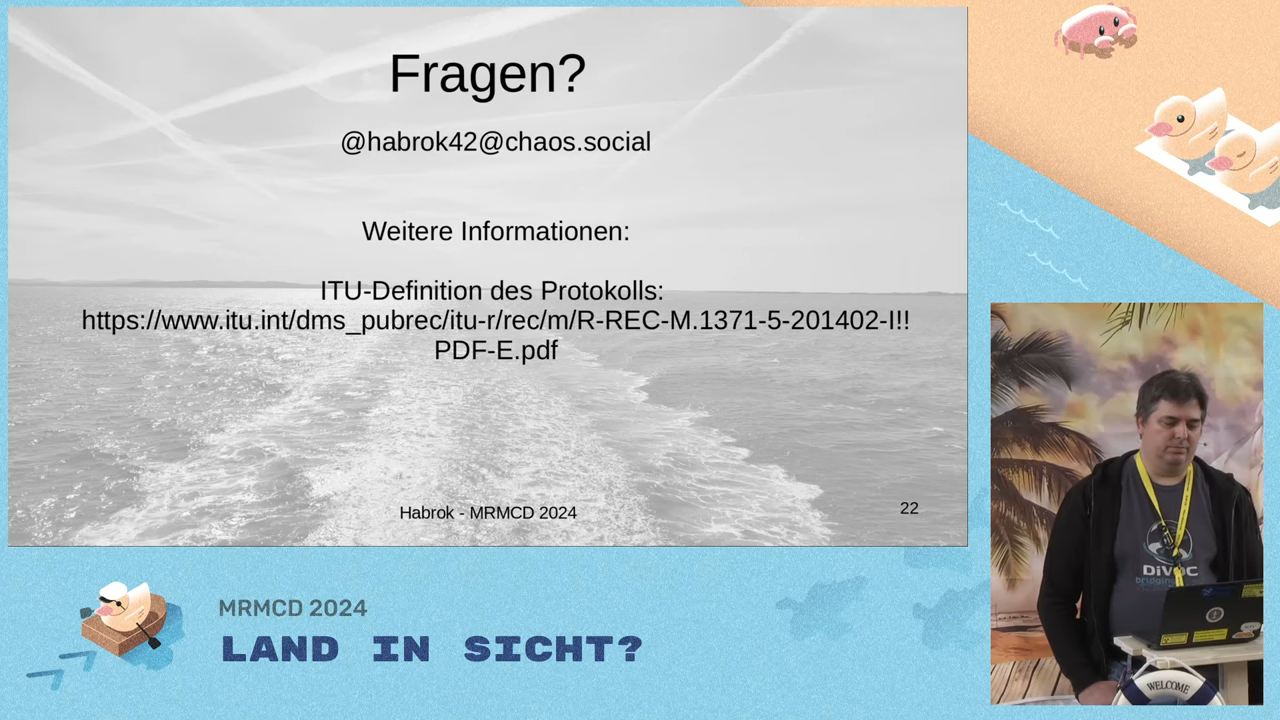 Fragen?
@habrok42@chaos.social
Weitere Informationen:
ITU-Definition des Protokolls:
https://www.itu.int/dms_pubrec/itu-r/rec/m/R-REC-M.1371-5-201402-I!!
PDF-E.pdf
Habrok - MRMCD 2024
22
DiVOC
WELCOME
MRMCD 2024
LAND IN SICHT?